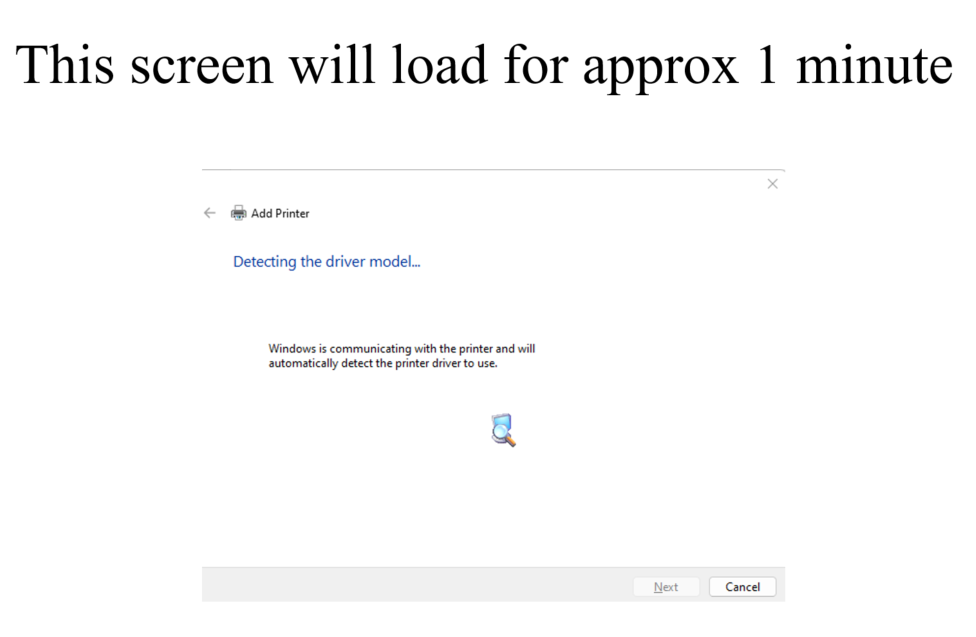 This screen will load for approx 1 minute
Add Printer
Detecting the driver model...
Windows is communicating with the printer and will
automatically detect the printer driver to use.
Next
Cancel